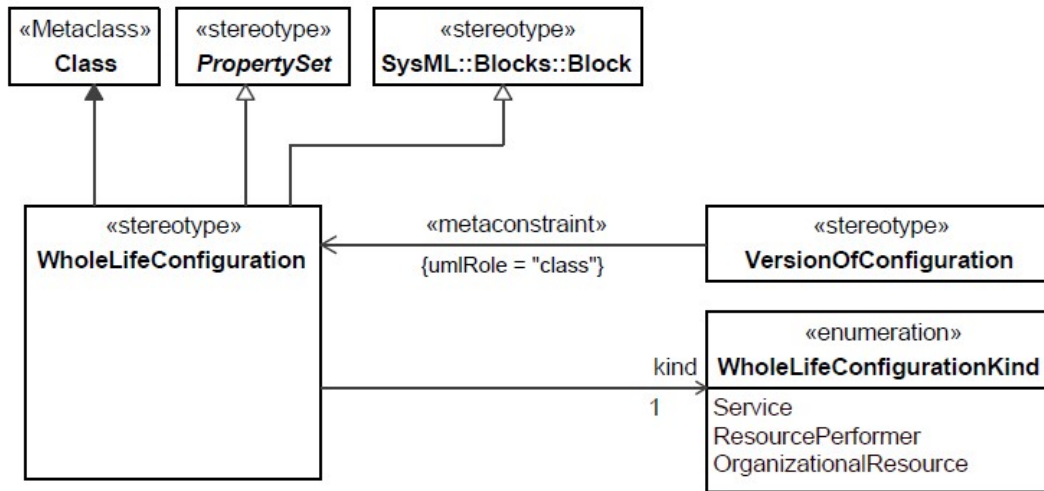 «Metaclass»
Class
«stereotype»
PropertySet
«stereotype»
SysML::Blocks::Block
«stereotype»
WholeLifeConfiguration
«metaconstraint»
{umlRole = "class"}
«stereotype»
VersionOfConfiguration
kind
1
«enumeration»
WholeLifeConfigurationKind
Service
ResourcePerformer
OrganizationalResource